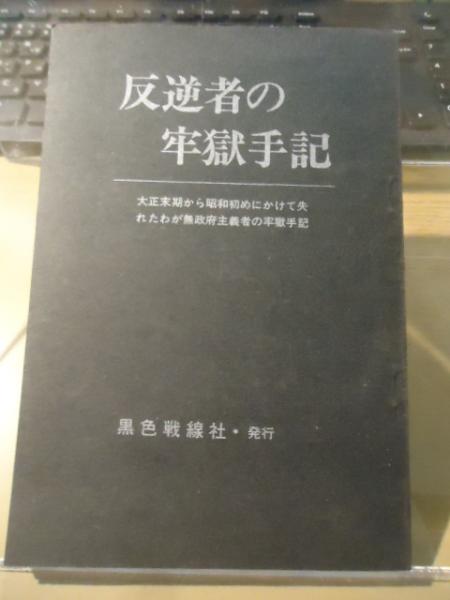 反逆者の
牢獄手記
大正末期から昭和初めにかけて失
れたわが無政府主義者の牢獄手記
黒色戦線社・発行